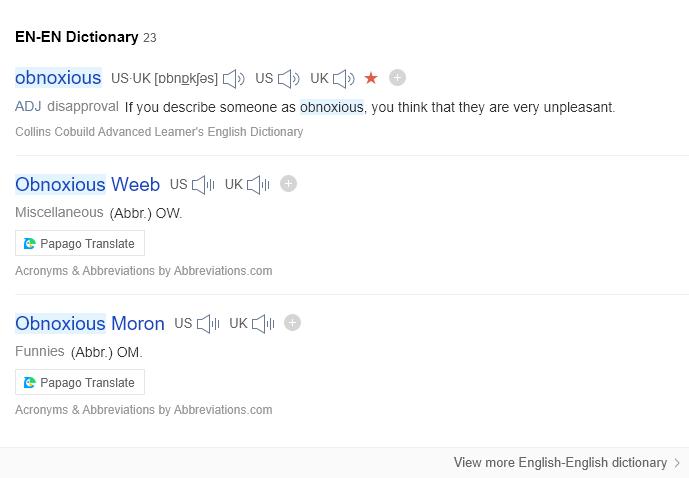 EN-EN Dictionary 23
obnoxious US·UK [ɒbnɒ̱kʃəs] US UK
ADJ disapproval If you describe someone as obnoxious, you think that they are very unpleasant.
Collins Cobuild Advanced Learner's English Dictionary
Obnoxious Weeb US UK
Miscellaneous (Abbr.) OW.
Papago Translate
Acronyms & Abbreviations by Abbreviations.com
Obnoxious Moron US UK
Funnies (Abbr.) OM.
Papago Translate
Acronyms & Abbreviations by Abbreviations.com
View more English-English dictionary